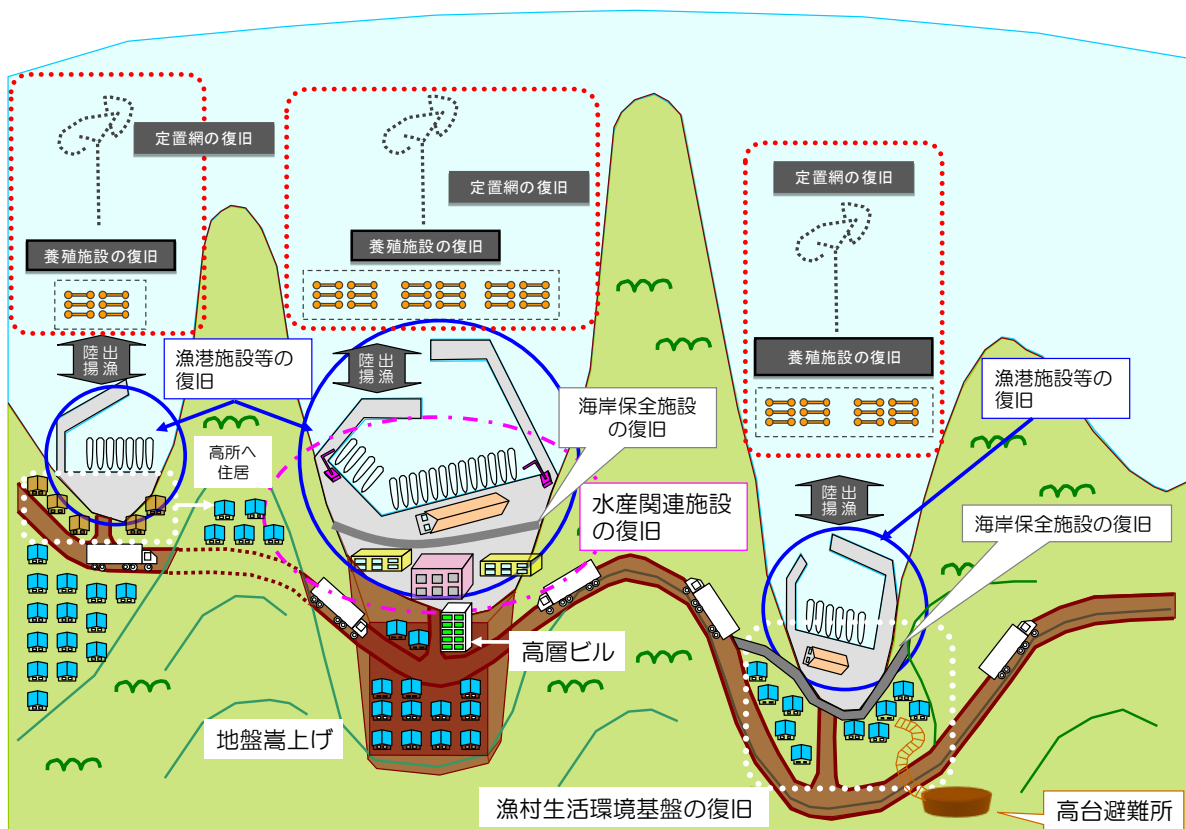 定置網の復旧
養殖施設の復旧
陸揚
出漁
定置網の復旧
養殖施設の復旧
陸揚
出漁
定置網の復旧
養殖施設の復旧
陸揚
出漁
漁港施設等の
復旧
高所へ
住居
海岸保全施設
の復旧
水産関連施設
の復旧
漁港施設等の
復旧
海岸保全施設の復旧
高層ビル
地盤嵩上げ
漁村生活環境基盤の復旧
高台避難所